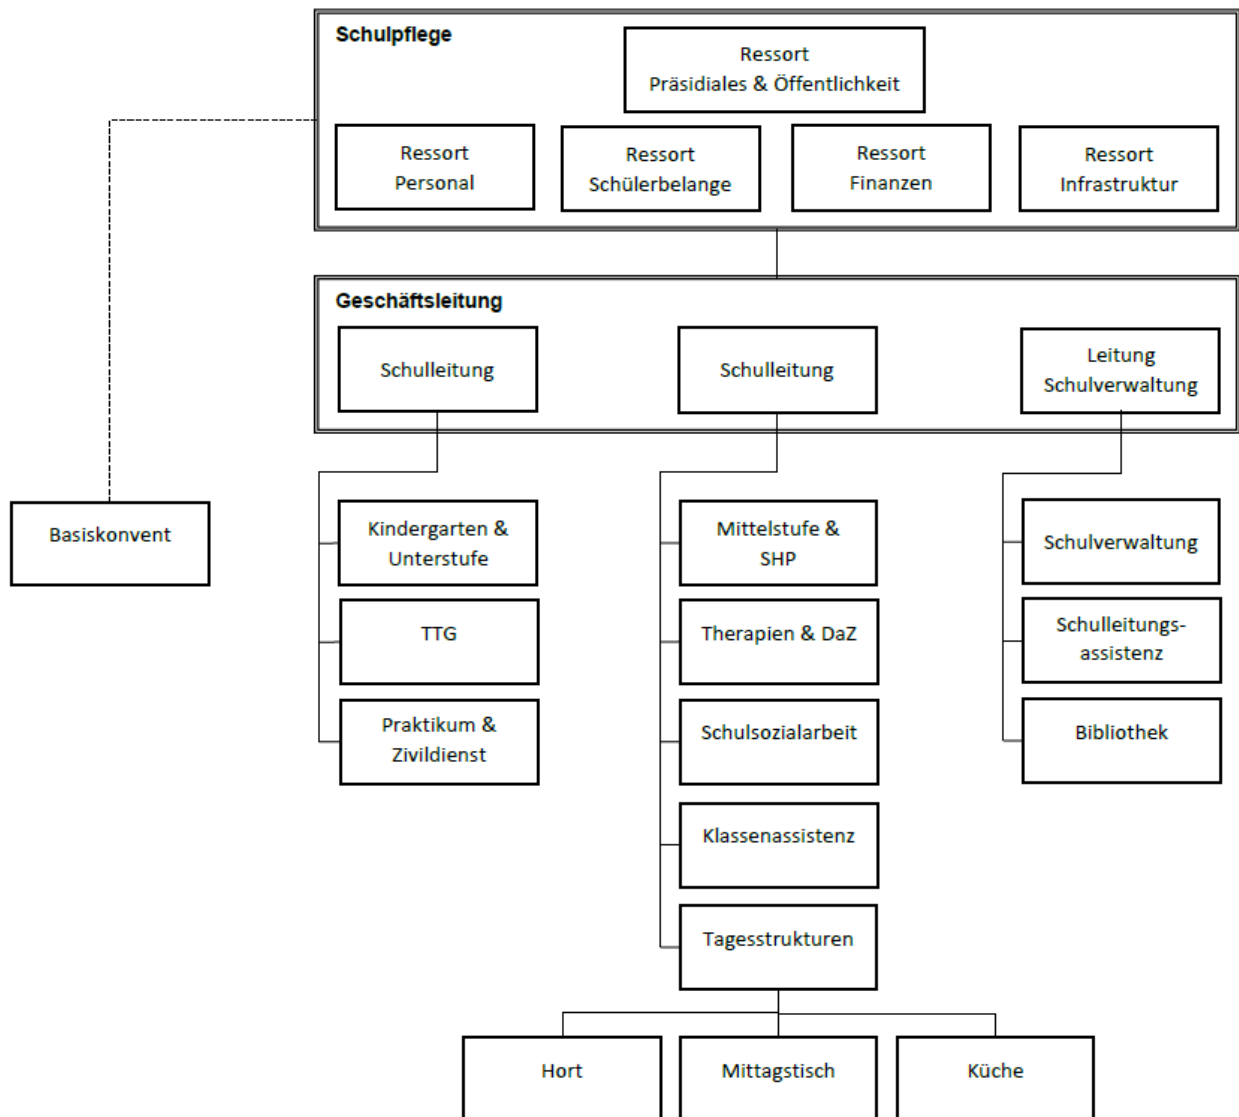 Schulpflege
Ressort
Präsidiales & Öffentlichkeit
Ressort
Personal
Ressort
Schülerbelange
Ressort
Finanzen
Ressort
Infrastruktur
Geschäftsleitung
Schulleitung
Schulleitung
Leitung
Schulverwaltung
Basiskonvent
Kindergarten &
Unterstufe
TTG
Praktikum &
Zivildienst
Mittelstufe &
SHP
Therapien & DaZ
Schulsozialarbeit
Klassenassistenz
Tagesstrukturen
Schulverwaltung
Schulleitungs-
assistenz
Bibliothek
Hort
Mittagstisch
Küche